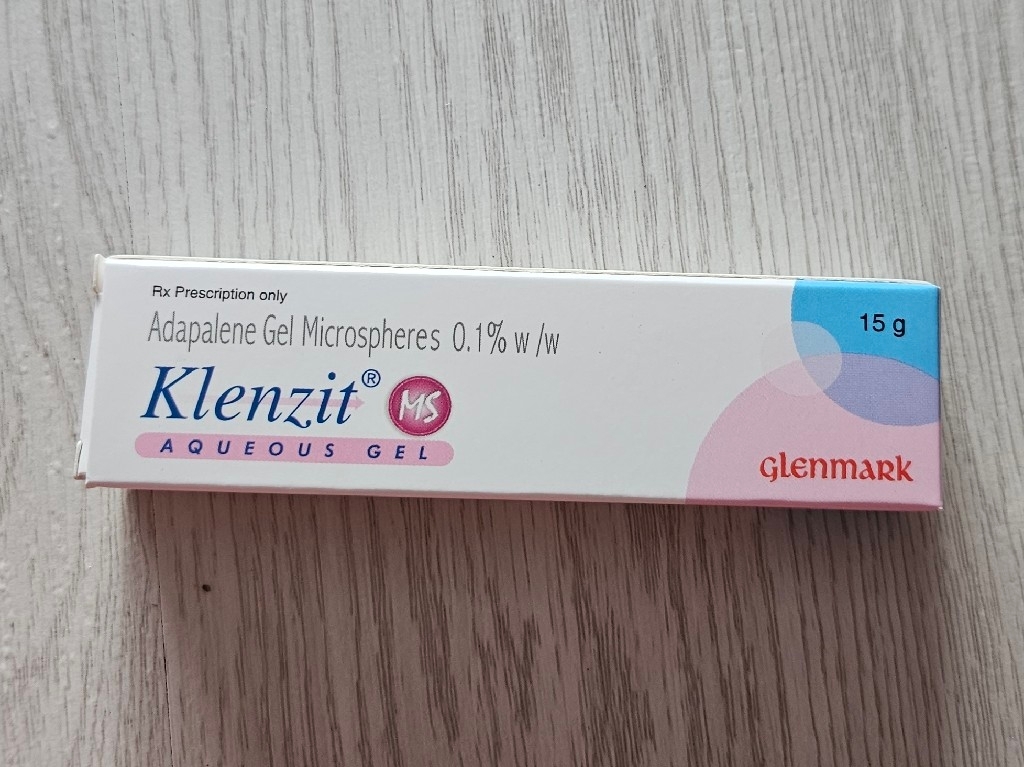 Rx Prescription only
Adapalene Gel Microspheres 0.1% w/w
Klenzit® MS
AQUEOUS GEL
15 g
Glenmark